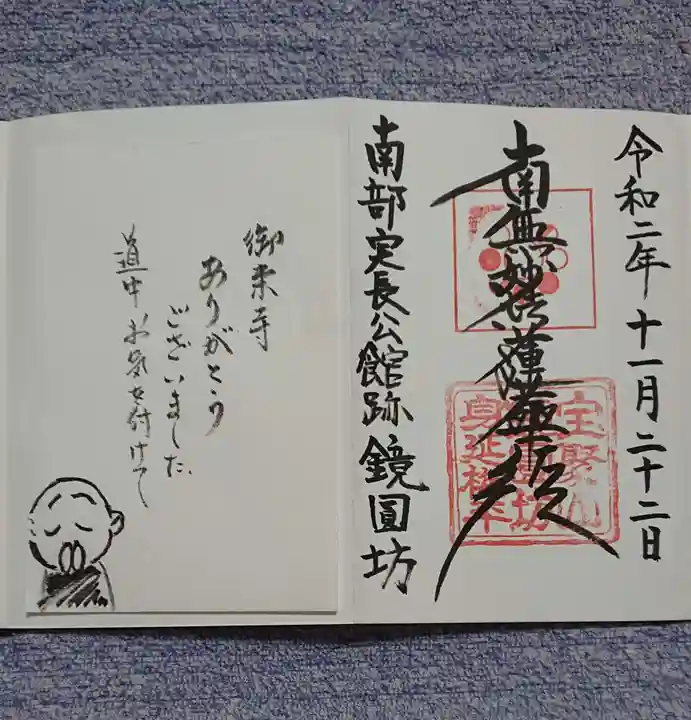 令和二年十一月二十二日
南無妙法蓮華経
南部実長公館跡鏡圓坊
御来寺
ありがとう
ございました。
道中お気を付けて